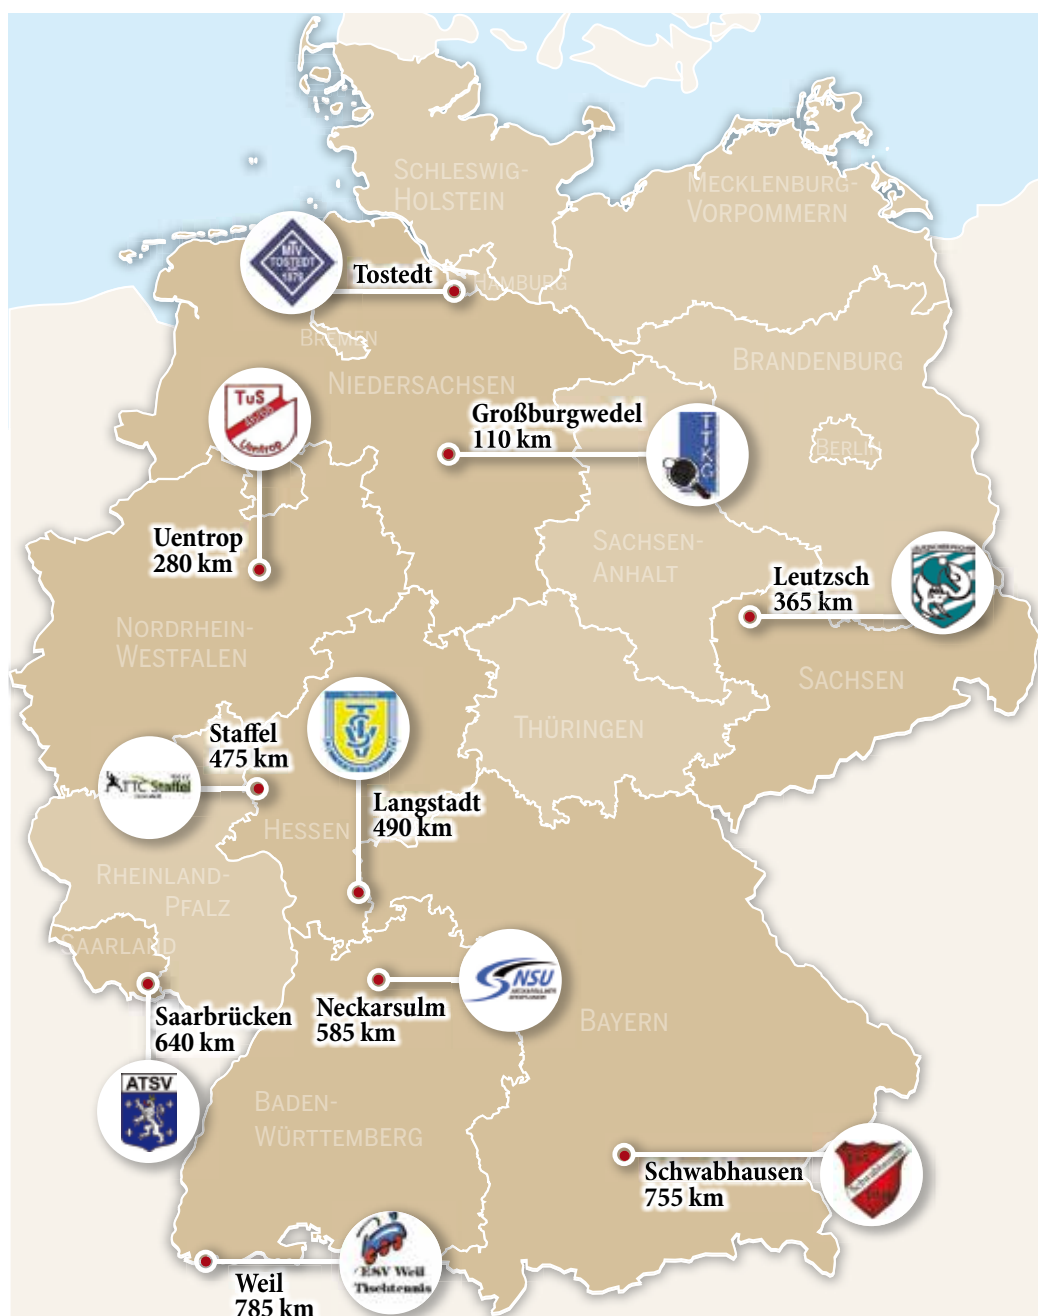 SCHLESWIG-
HOLSTEIN
MECKLENBURG-
VORPOMMERN
MTV
TOSTEDT
Tostedt
HAMBURG
BREMEN
NIEDERSACHSEN
BRANDENBURG
TuS
Uentrop
Großburgwedel
110 km
TTKG
BERLIN
Uentrop
280 km
SACHSEN-
ANHALT
Leutzsch
365 km
NORDRHEIN-
WESTFALEN
SACHSEN
Staffel
475 km
THÜRINGEN
TTC Staffel
Langstadt
490 km
HESSEN
RHEINLAND-
PFALZ
SAARLAND
NSU
Saarbrücken
640 km
Neckarsulm
585 km
BAYERN
ATSV
BADEN-
WÜRTTEMBERG
Schwabhausen
Schwabhausen
755 km
ESV Weil
Tischtennis
Weil
785 km